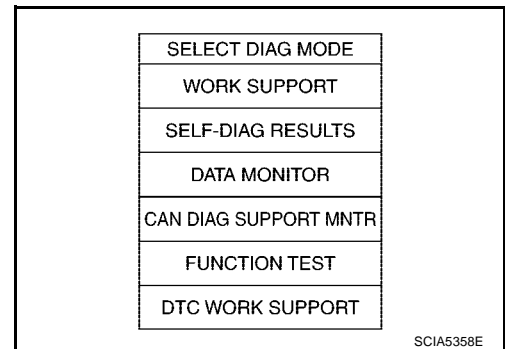 SELECT DIAG MODE
WORK SUPPORT
SELF-DIAG RESULTS
DATA MONITOR
CAN DIAG SUPPORT MNTR
FUNCTION TEST
DTC WORK SUPPORT
SCIA5358E